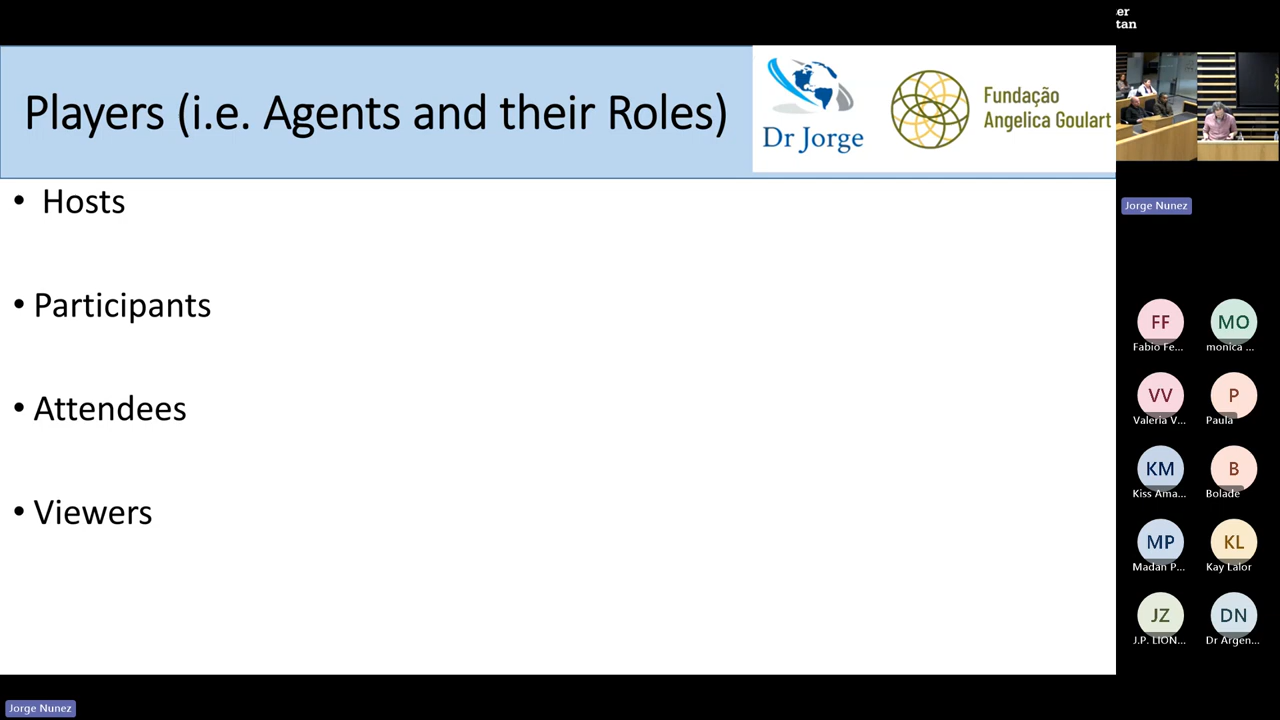 er
tan
Players (i.e. Agents and their Roles)
Dr Jorge
Fundação
Angelica Goulart
• Hosts
• Participants
• Attendees
• Viewers
Jorge Nunez
FF
Fabio Fe...
MO
monica ...
VV
Valeria V...
P
Paula
KM
Kiss Ama...
B
Bolade
MP
Madan P...
KL
Kay Lalor
JZ
J.P. LION...
DN
Dr Argen...
Jorge Nunez